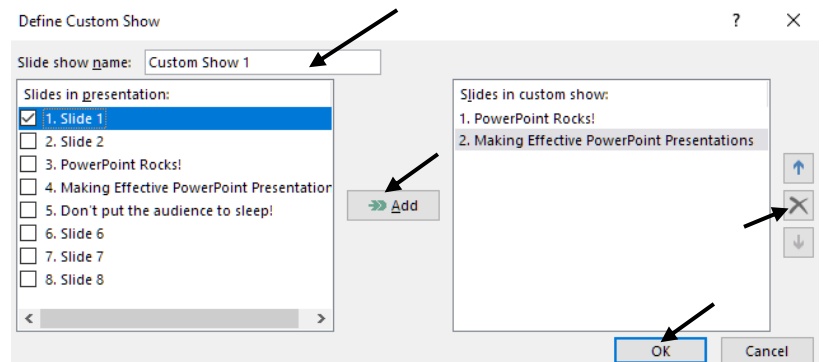 Define Custom Show ?
Slide show name: Custom Show 1
Slides in presentation:
1. Slide 1
2. Slide 2
3. PowerPoint Rocks!
4. Making Effective PowerPoint Presentation
5. Don't put the audience to sleep!
6. Slide 6
7. Slide 7
8. Slide 8
Add
Slides in custom show:
1. PowerPoint Rocks!
2. Making Effective PowerPoint Presentations
OK
Cancel